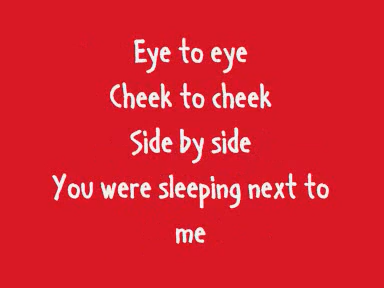 Eye to eye
Cheek to cheek
Side by side
You were sleeping next to
me